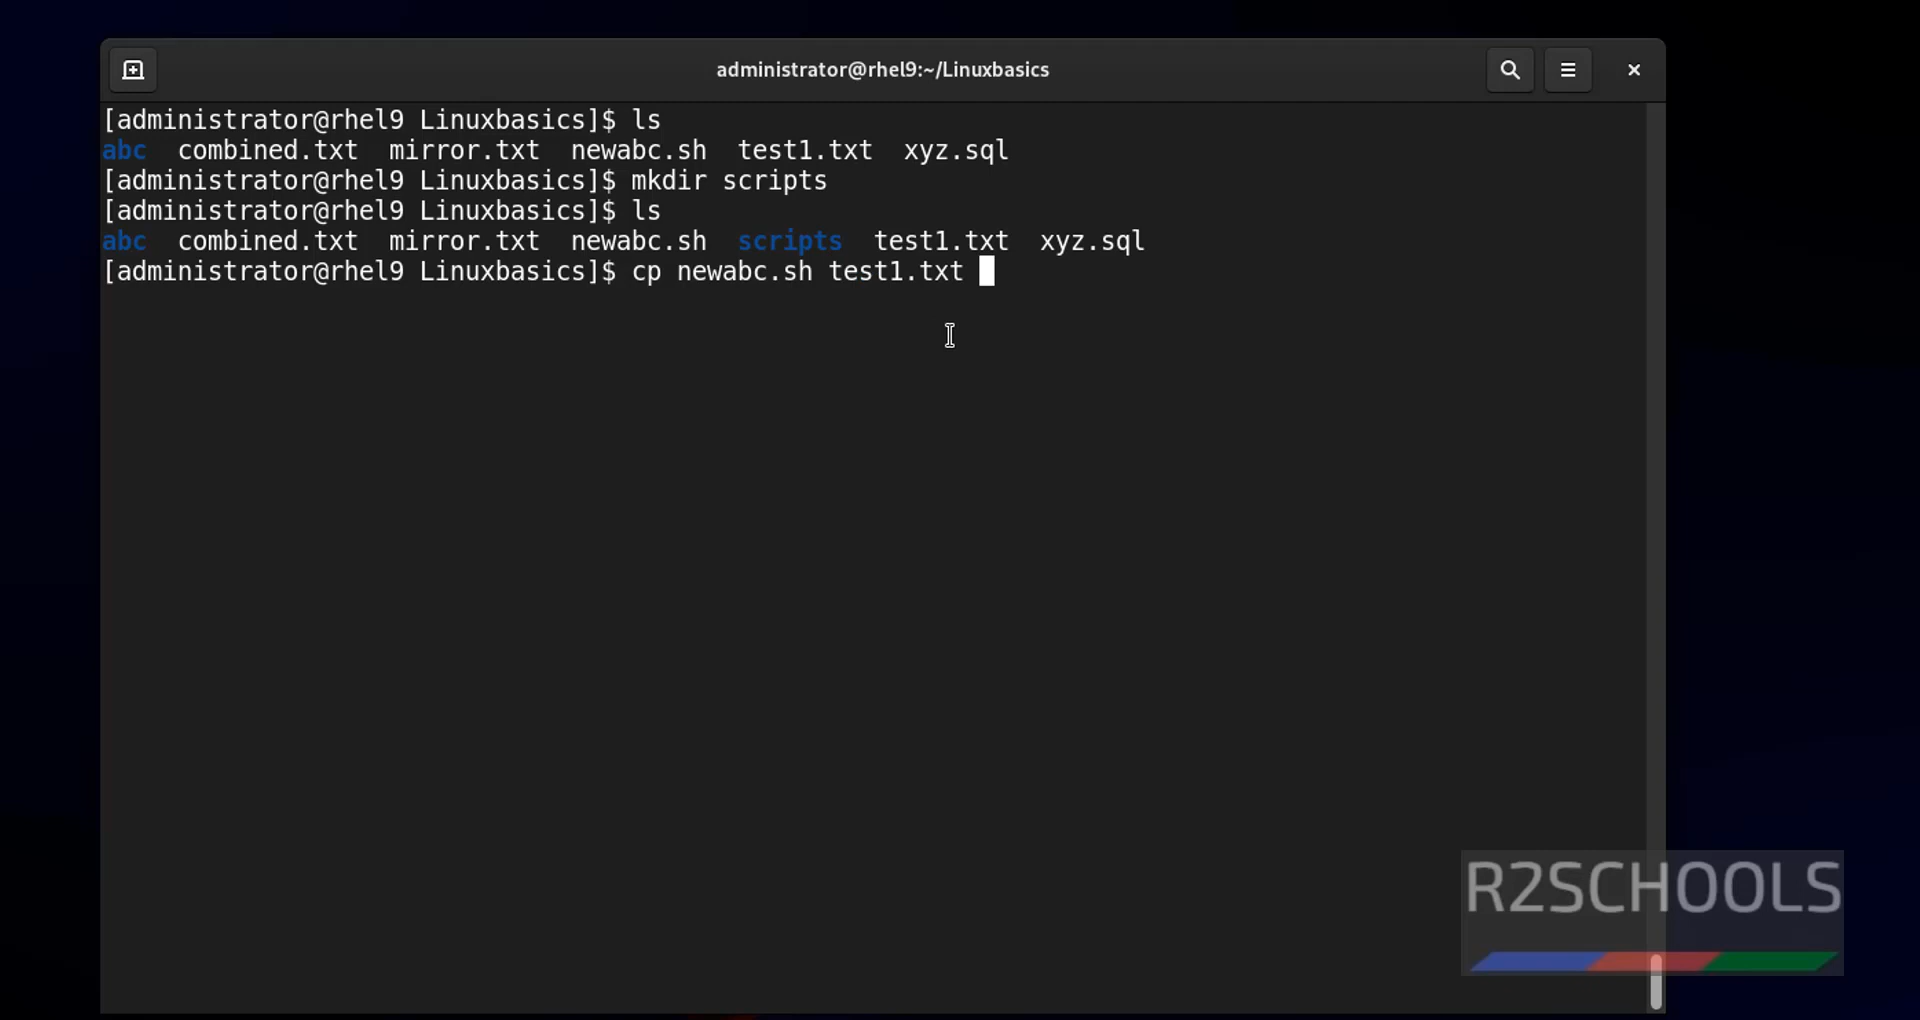 administrator@rhel9:~/Linuxbasics
[administrator@rhel9 Linuxbasics]$ ls
abc  combined.txt  mirror.txt  newabc.sh  test1.txt  xyz.sql
[administrator@rhel9 Linuxbasics]$ mkdir scripts
[administrator@rhel9 Linuxbasics]$ ls
abc  combined.txt  mirror.txt  newabc.sh  scripts  test1.txt  xyz.sql
[administrator@rhel9 Linuxbasics]$ cp newabc.sh test1.txt
R2SCHOOLS